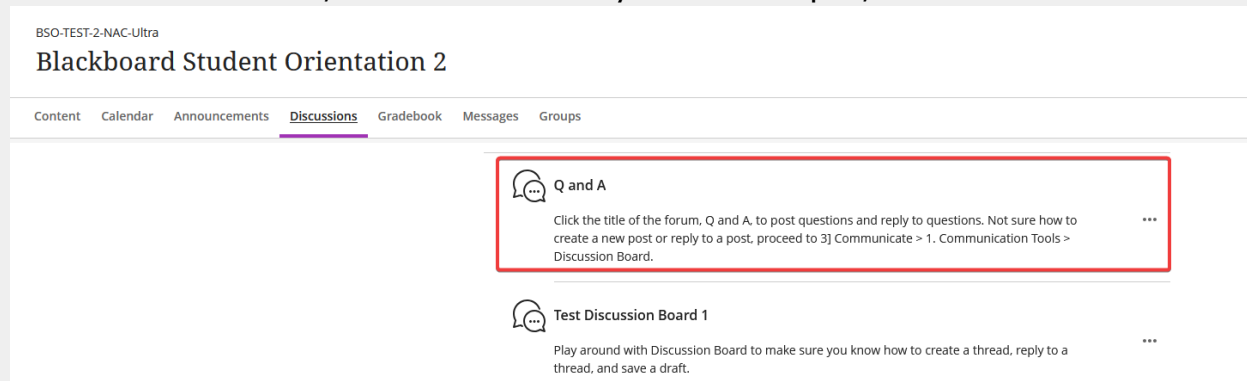 BSO-TEST-2-NAC-Ultra
Blackboard Student Orientation 2
Content Calendar Announcements Discussions Gradebook Messages Groups
Q and A
Click the title of the forum, Q and A, to post questions and reply to questions. Not sure how to
create a new post or reply to a post, proceed to 3] Communicate > 1. Communication Tools >
Discussion Board.
Test Discussion Board 1
Play around with Discussion Board to make sure you know how to create a thread, reply to a
thread, and save a draft.